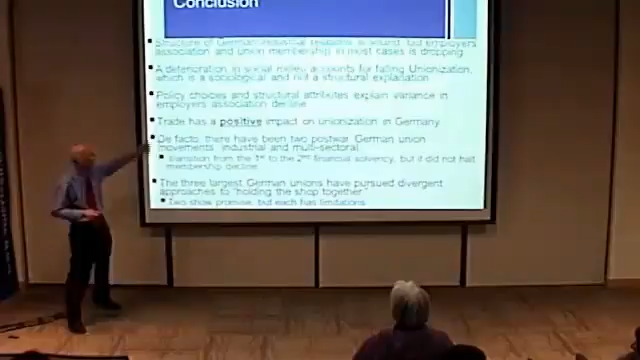 Conclusion
Structure of German industrial relations is sound, but employers
association and union membership in most cases is dropping
A deterioration in social milieu accounts for falling Unionization,
which is a sociological and not a structural explanation
Policy choices and structural attributes explain variance in
employers association decline
Trade has a positive impact on unionization in Germany
De facto, there have been two postwar German union
movements: industrial and multi-sectoral
Transition from the 1st to the 2nd financial solvency, but it did not halt
membership decline
The three largest German unions have pursued divergent
approaches to "holding the shop together"
Two show promise, but each has limitations